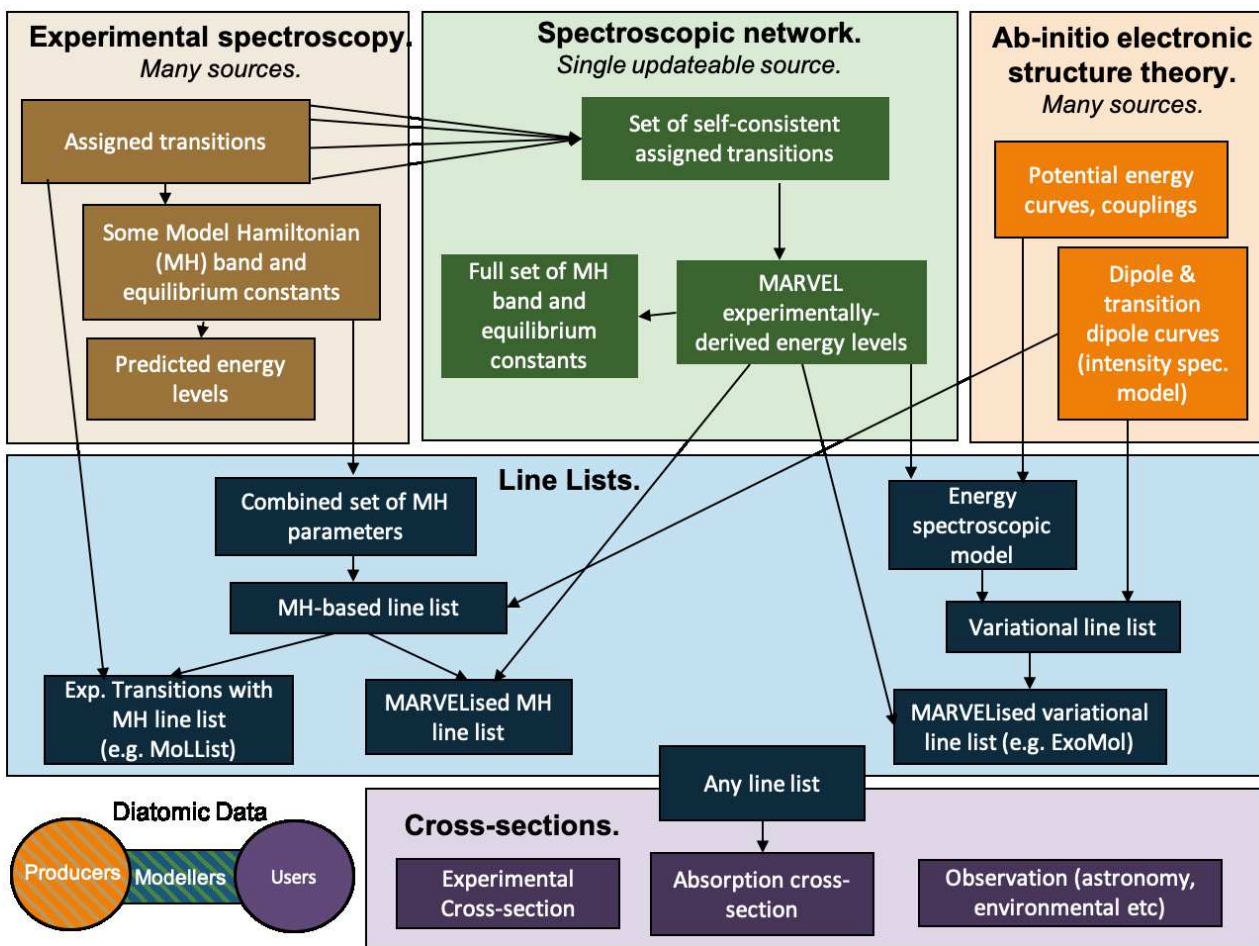 Experimental spectroscopy.
Many sources.
Assigned transitions
Some Model Hamiltonian
(MH) band and
equilibrium constants
Predicted energy
levels
Spectroscopic network.
Single updateable source.
Set of self-consistent
assigned transitions
Full set of MH
band and
equilibrium
constants
MARVEL
experimentally-
derived energy levels
Ab-initio electronic
structure theory.
Many sources.
Potential energy
curves, couplings
Dipole &
transition
dipole curves
(intensity spec.
model)
Line Lists.
Combined set of MH
parameters
MH-based line list
Exp. Transitions with
MH line list
(e.g. MoLList)
MARVELised MH
line list
Energy
spectroscopic
model
Variational line list
MARVELised variational
line list (e.g. ExoMol)
Any line list
Diatomic Data
Producers
Modellers
Users
Cross-sections.
Experimental
Cross-section
Absorption cross-
section
Observation (astronomy,
environmental etc)